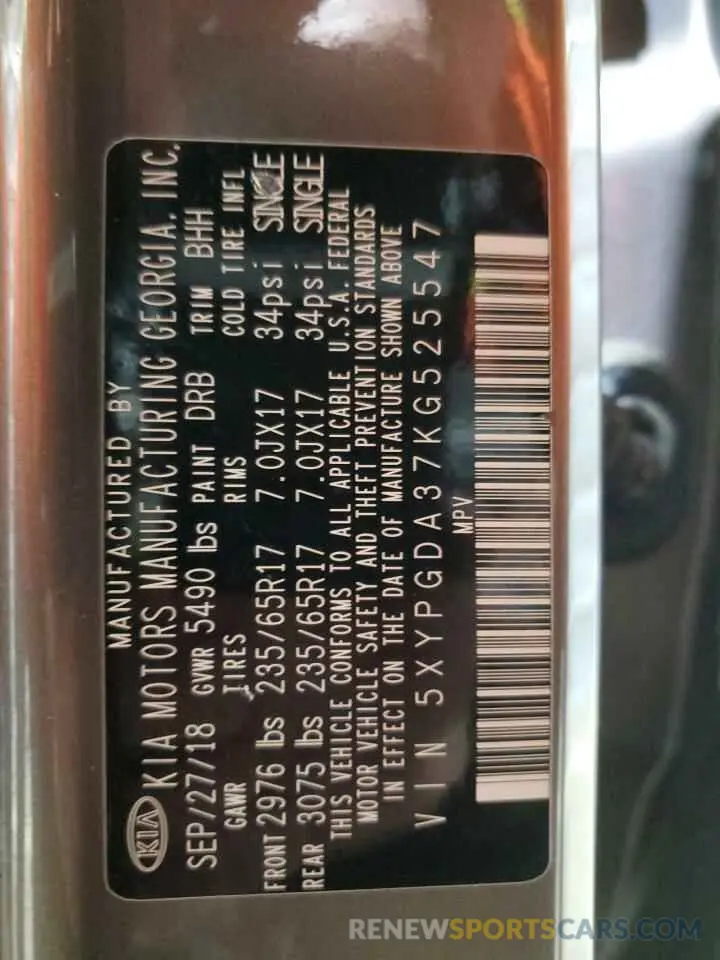 MANUFACTURED BY
KIA KIA MOTORS MANUFACTURING GEORGIA, INC.
SEP/27/18 GVWR 5490 lbs PAINT DRB TRIM BHH
GAWR TIRES RIMS COLD TIRE INFL
FRONT 2976 lbs 235/65R17 7.0JX17 34psi SINGLE
REAR 3075 lbs 235/65R17 7.0JX17 34psi SINGLE
THIS VEHICLE CONFORMS TO ALL APPLICABLE U.S.A. FEDERAL
MOTOR VEHICLE SAFETY AND THEFT PREVENTION STANDARDS
IN EFFECT ON THE DATE OF MANUFACTURE SHOWN ABOVE
VIN 5XYPGDA37KG525547
MPV
RENEWSPORTSCARS.COM